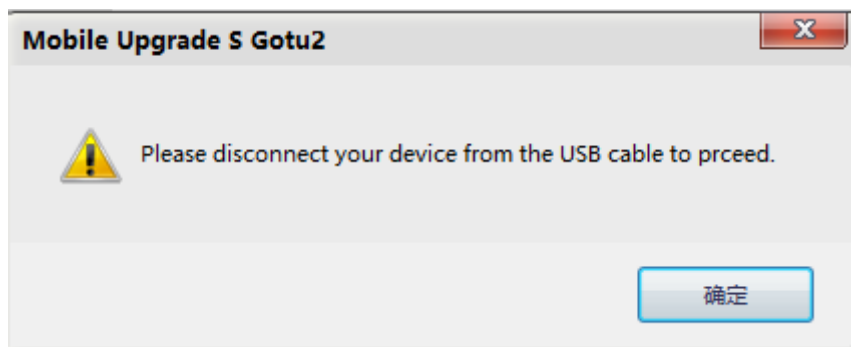 Mobile Upgrade S Gotu2
Please disconnect your device from the USB cable to prceed.
确定